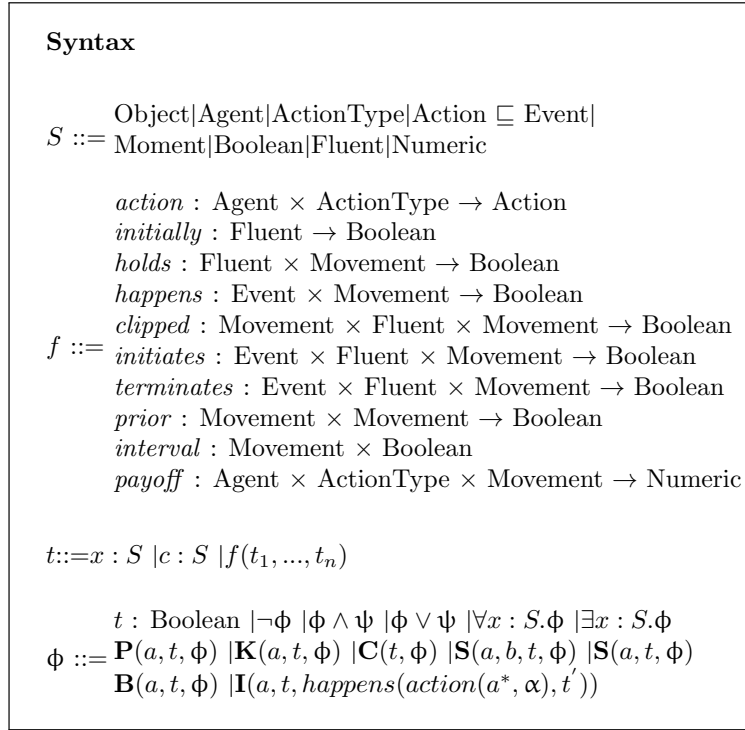 Syntax
Object|Agent|ActionType|Action ⊑ Event|
S ::= Moment|Boolean|Fluent|Numeric
action : Agent × ActionType → Action
initially : Fluent → Boolean
holds : Fluent × Movement → Boolean
happens : Event × Movement → Boolean
clipped : Movement × Fluent × Movement → Boolean
f ::= initiates : Event × Fluent × Movement → Boolean
terminates : Event × Fluent × Movement → Boolean
prior : Movement × Movement → Boolean
interval : Movement × Boolean
payoff : Agent × ActionType × Movement → Numeric
t::=x : S |c : S |f(t₁, ..., tₙ)
t : Boolean |¬ϕ |ϕ ∧ ψ |ϕ ∨ ψ |∀x : S.ϕ |∃x : S.ϕ
ϕ ::= P(a, t, ϕ) |K(a, t, ϕ) |C(t, ϕ) |S(a, b, t, ϕ) |S(a, t, ϕ)
B(a, t, ϕ) |I(a, t, happens(action(a*, α), t′))